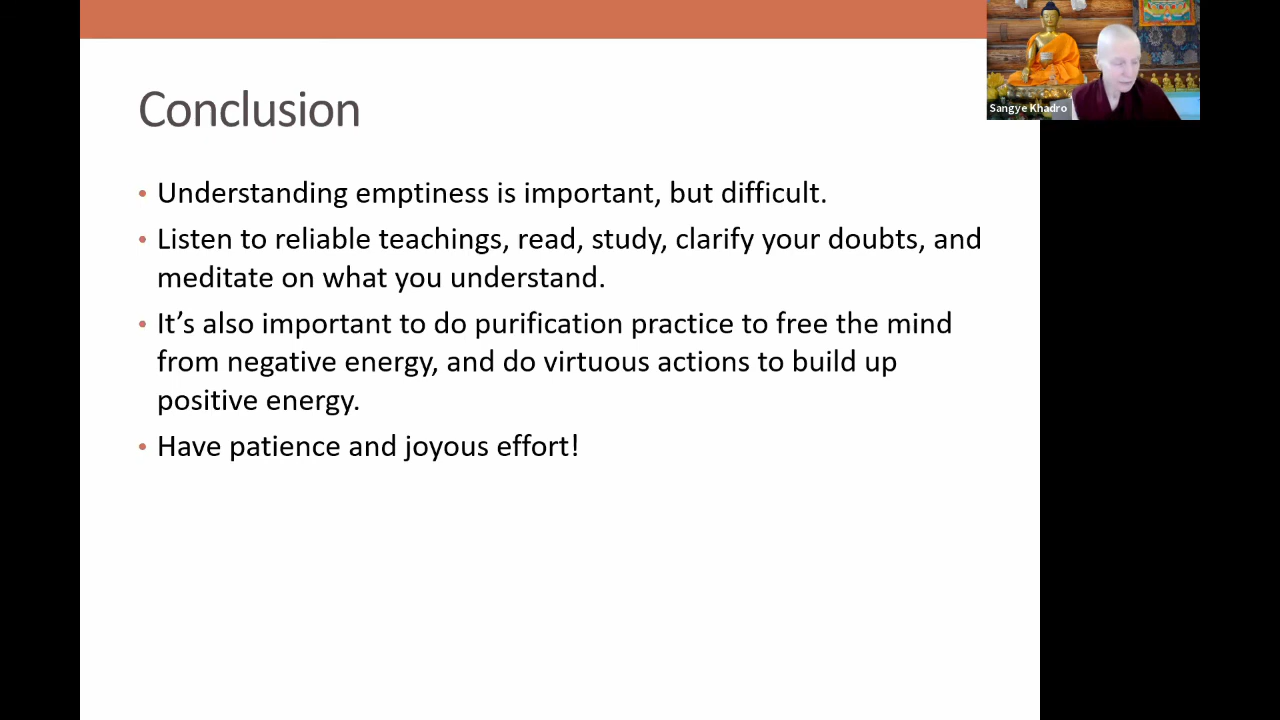 Conclusion
• Understanding emptiness is important, but difficult.
• Listen to reliable teachings, read, study, clarify your doubts, and
meditate on what you understand.
• It’s also important to do purification practice to free the mind
from negative energy, and do virtuous actions to build up
positive energy.
• Have patience and joyous effort!
Sangye Khadro